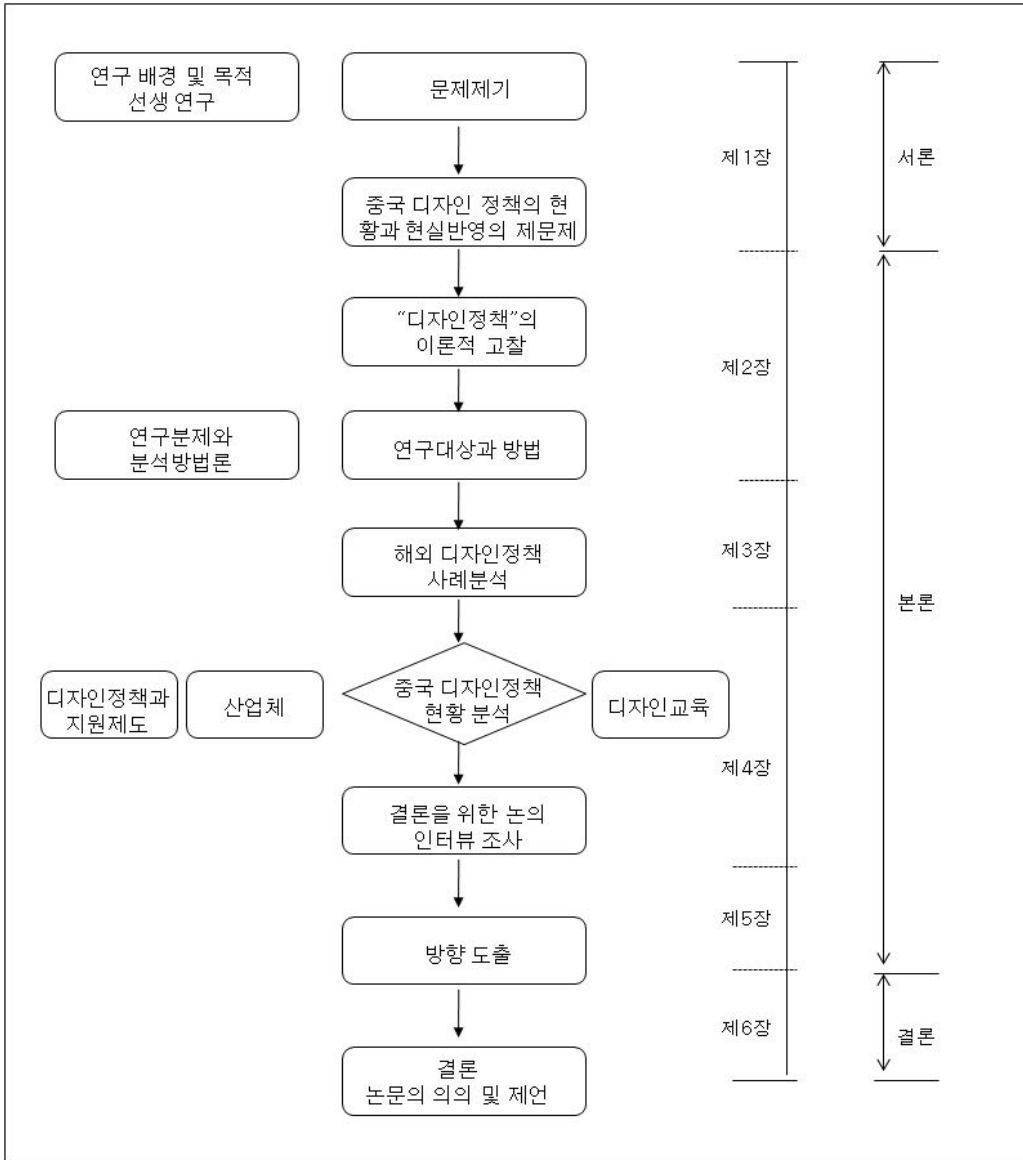 연구 배경 및 목적
선생 연구
문제제기
제1장
서론
중국 디자인 정책의 현
황과 현실반영의 제문제
“디자인정책”의
이론적 고찰
제2장
연구분제와
분석방법론
연구대상과 방법
해외 디자인정책
사례분석
제3장
본론
디자인정책과
지원제도
산업체
중국 디자인정책
현황 분석
디자인교육
제4장
결론을 위한 논의
인터뷰 조사
제5장
방향 도출
제6장
결론
결론
논문의 의의 및 제언